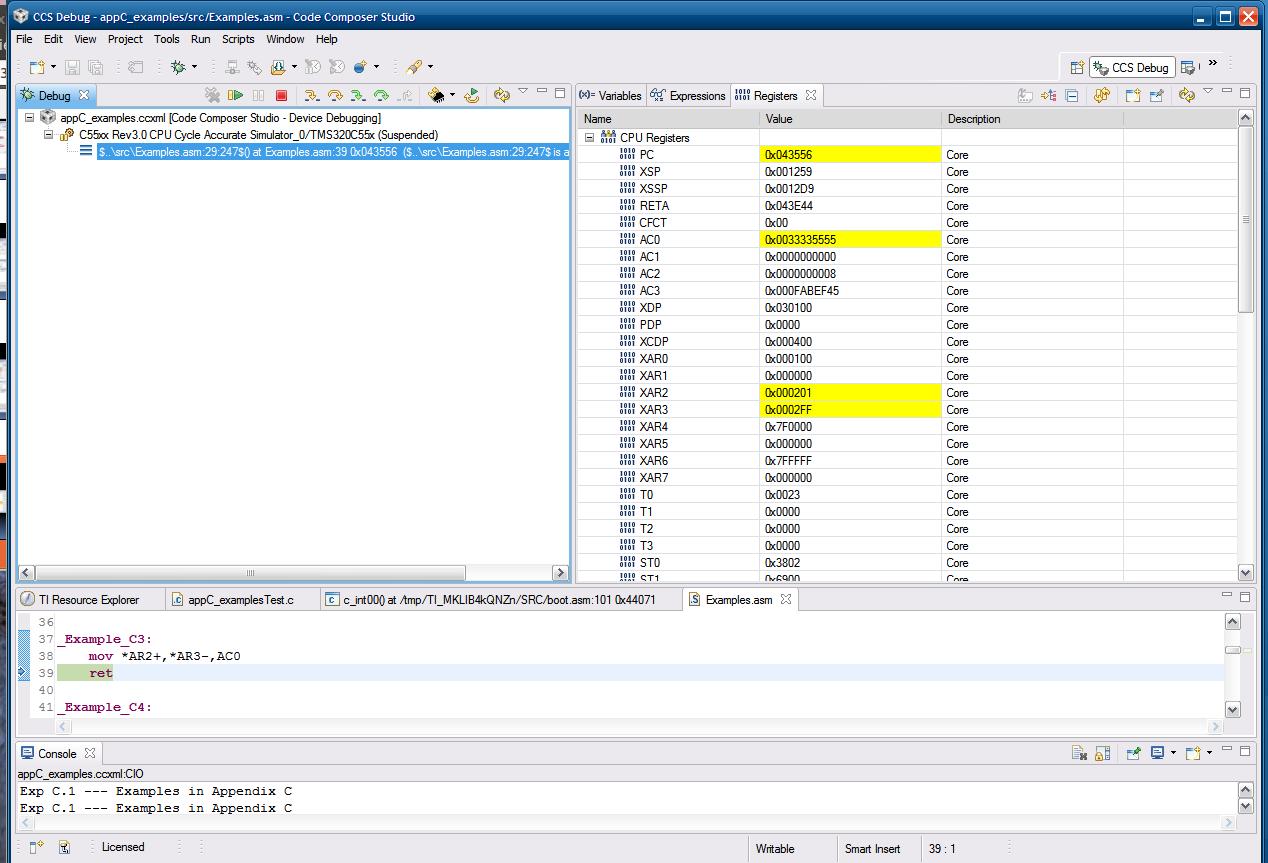 CCS Debug - appC_examples/src/Examples.asm - Code Composer Studio
File Edit View Project Tools Run Scripts Window Help
CCS Debug »
Debug
appC_examples.ccxml [Code Composer Studio - Device Debugging]
C55xx Rev3.0 CPU Cycle Accurate Simulator_0/TMS320C55x (Suspended)
$..\src\Examples.asm:29:247$() at Examples.asm:39 0x043556 ($..\src\Examples.asm:29:247$ is a
(x)= Variables Expressions Registers
Name Value Description
CPU Registers
PC 0x043556 Core
XSP 0x001259 Core
XSSP 0x0012D9 Core
RETA 0x043E44 Core
CFCT 0x00 Core
AC0 0x0033335555 Core
AC1 0x0000000000 Core
AC2 0x0000000008 Core
AC3 0x000FABEF45 Core
XDP 0x030100 Core
PDP 0x0000 Core
XCDP 0x000400 Core
XAR0 0x000100 Core
XAR1 0x000000 Core
XAR2 0x000201 Core
XAR3 0x0002FF Core
XAR4 0x7F0000 Core
XAR5 0x000000 Core
XAR6 0x7FFFFF Core
XAR7 0x000000 Core
T0 0x0023 Core
T1 0x0000 Core
T2 0x0000 Core
T3 0x0000 Core
ST0 0x3802 Core
ST1 0x6900 Core
TI Resource Explorer appC_examplesTest.c c_int00() at /tmp/TI_MKLIB4kQNZn/SRC/boot.asm:101 0x44071 Examples.asm
36
37 _Example_C3:
38 mov *AR2+,*AR3-,AC0
39 ret
40
41 _Example_C4:
Console
appC_examples.ccxml:CIO
Exp C.1 --- Examples in Appendix C
Exp C.1 --- Examples in Appendix C
Licensed Writable Smart Insert 39 : 1